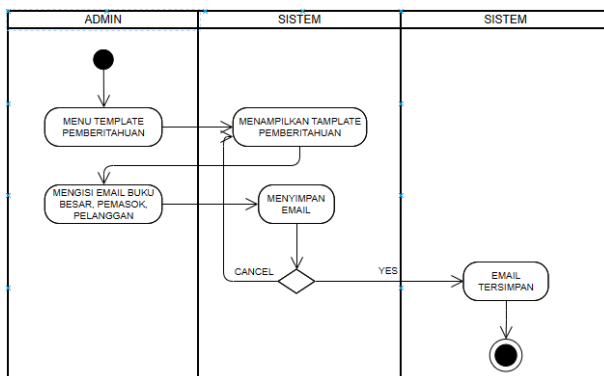 ADMIN
SISTEM
SISTEM
MENU TEMPLATE
PEMBERITAHUAN
MENAMPILKAN TAMPLATE
PEMBERITAHUAN
MENGISI EMAIL BUKU
BESAR, PEMASOK,
PELANGGAN
MENYIMPAN
EMAIL
CANCEL
YES
EMAIL
TERSIMPAN